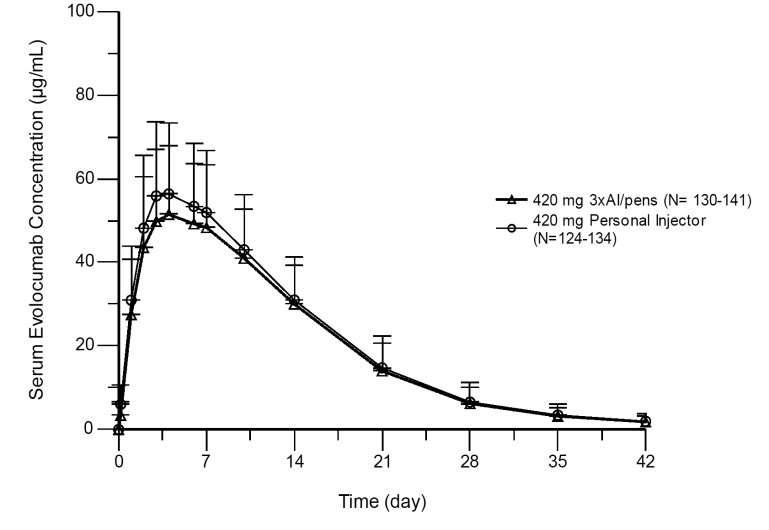 100
80
60
40
20
0
Serum Evolocumab Concentration (µg/mL)
420 mg 3xAI/pens (N= 130-141)
420 mg Personal Injector
(N=124-134)
0 7 14 21 28 35 42
Time (day)